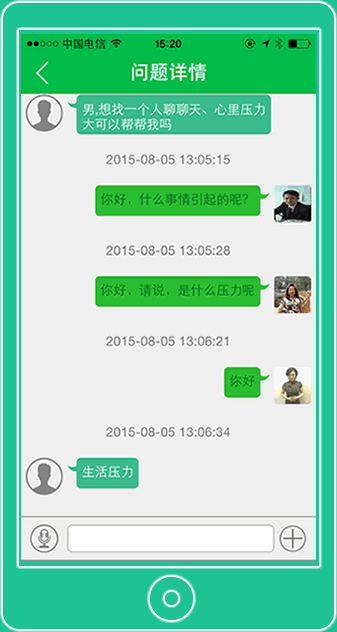 中国电信
15:20
问题详情
男,想找一个人聊聊天、心里压力
大可以帮帮我吗
2015-08-05 13:05:15
你好，什么事情引起的呢？
2015-08-05 13:05:28
你好，请说，是什么压力呢
2015-08-05 13:06:21
你好
2015-08-05 13:06:34
生活压力